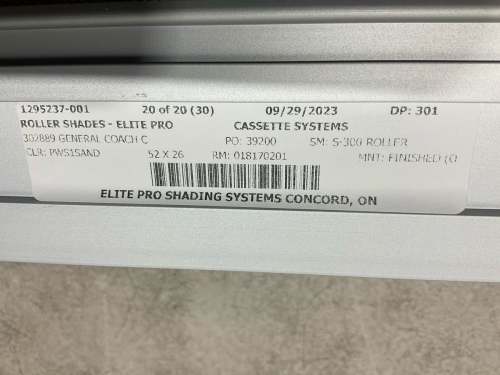 1295237-001 20 of 20 (30) 09/29/2023 DP: 301
ROLLER SHADES - ELITE PRO CASSETTE SYSTEMS
302889 GENERAL COACH C PO: 39200 SM: S-300 ROLLER
CLR: PWS1SAND 52 X 26 RM: 018170201 MNT: FINISHED (O
ELITE PRO SHADING SYSTEMS CONCORD, ON